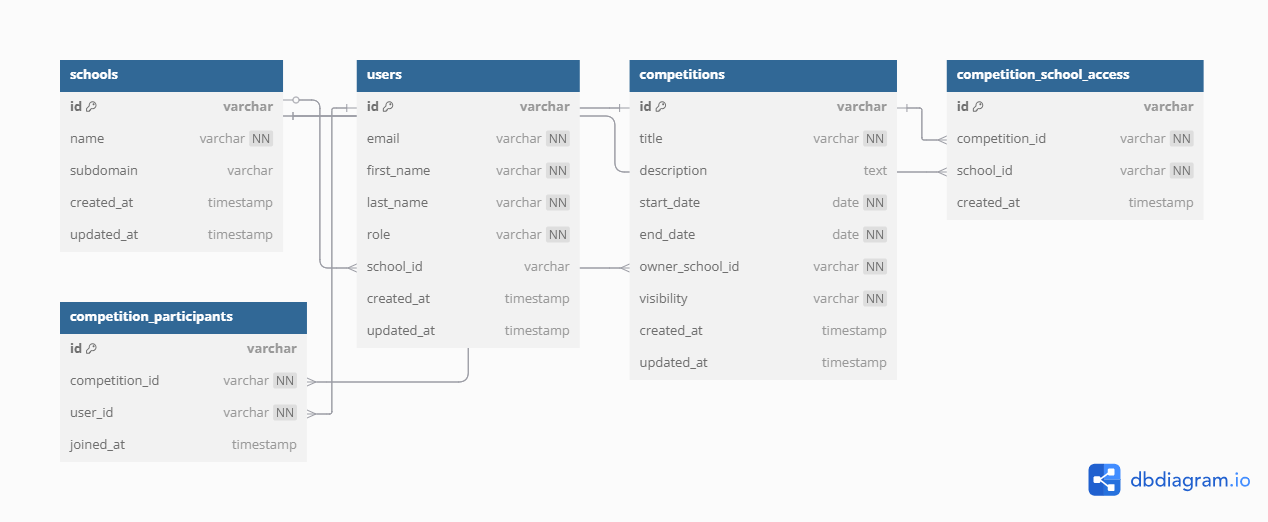 schools
id varchar
name varchar NN
subdomain varchar
created_at timestamp
updated_at timestamp
users
id varchar
email varchar NN
first_name varchar NN
last_name varchar NN
role varchar NN
school_id varchar
created_at timestamp
updated_at timestamp
competitions
id varchar
title varchar NN
description text
start_date date NN
end_date date NN
owner_school_id varchar NN
visibility varchar NN
created_at timestamp
updated_at timestamp
competition_school_access
id varchar
competition_id varchar NN
school_id varchar NN
created_at timestamp
competition_participants
id varchar
competition_id varchar NN
user_id varchar NN
joined_at timestamp
dbdiagram.io